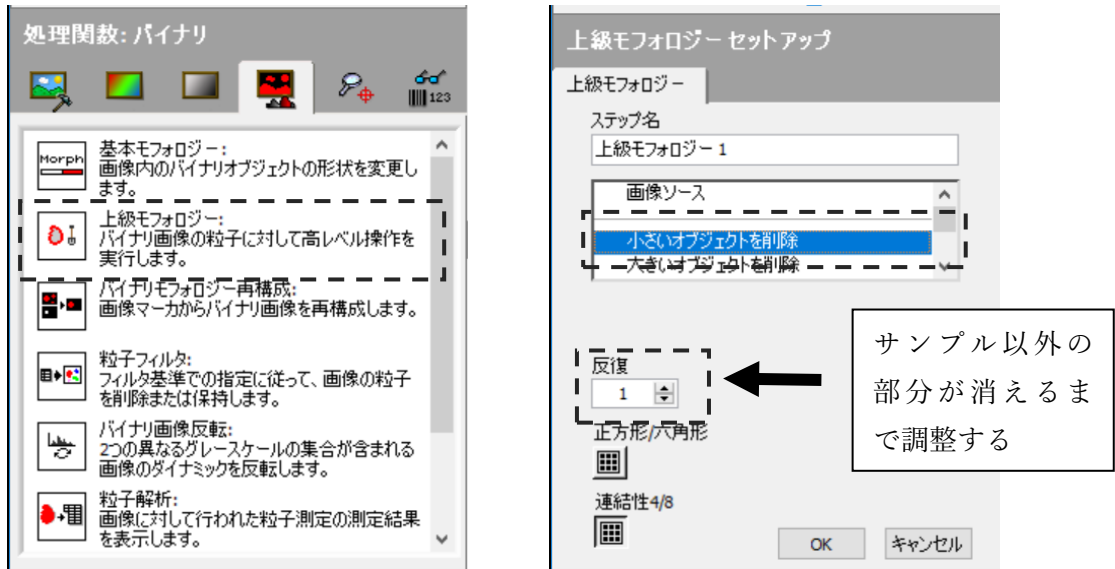 処理関数: バイナリ
123
Morph
基本モフォロジー:
画像内のバイナリオブジェクトの形状を変更し
ます。
上級モフォロジー:
バイナリ画像の粒子に対して高レベル操作を
実行します。
バイナリモフォロジー再構成:
画像マーカからバイナリ画像を再構成します。
粒子フィルタ:
フィルタ基準での指定に従って、画像の粒子
を削除または保持します。
バイナリ画像反転:
2つの異なるグレースケールの集合が含まれる
画像のダイナミックを反転します。
粒子解析:
画像に対して行われた粒子測定の測定結果
を表示します。
上級モフォロジー セットアップ
上級モフォロジー
ステップ名
上級モフォロジー 1
画像ソース
小さいオブジェクトを削除
大きいオブジェクトを削除
反復
1
正方形/六角形
連結性4/8
OK キャンセル
サンプル以外の
部分が消えるま
で調整する